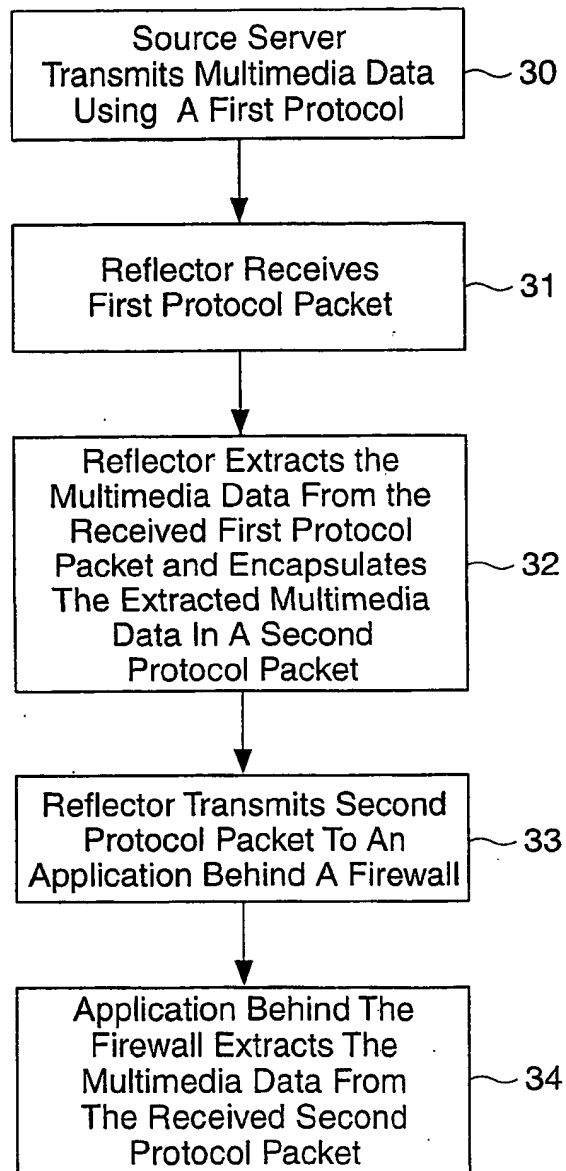 Source Server
Transmits Multimedia Data
Using A First Protocol
30
Reflector Receives
First Protocol Packet
31
Reflector Extracts the
Multimedia Data From the
Received First Protocol
Packet and Encapsulates
The Extracted Multimedia
Data In A Second
Protocol Packet
32
Reflector Transmits Second
Protocol Packet To An
Application Behind A Firewall
33
Application Behind The
Firewall Extracts The
Multimedia Data From
The Received Second
Protocol Packet
34